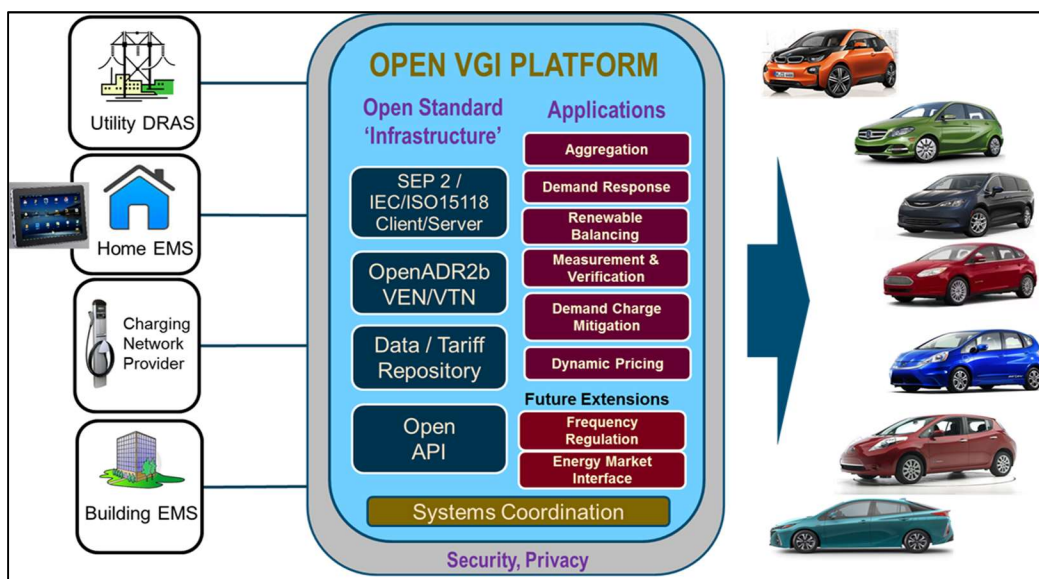 Utility DRAS
Home EMS
Charging
Network
Provider
Building EMS
OPEN VGI PLATFORM
Open Standard
‘Infrastructure’
SEP 2 /
IEC/ISO15118
Client/Server
OpenADR2b
VEN/VTN
Data / Tariff
Repository
Open
API
Applications
Aggregation
Demand Response
Renewable
Balancing
Measurement &
Verification
Demand Charge
Mitigation
Dynamic Pricing
Future Extensions
Frequency
Regulation
Energy Market
Interface
Systems Coordination
Security, Privacy